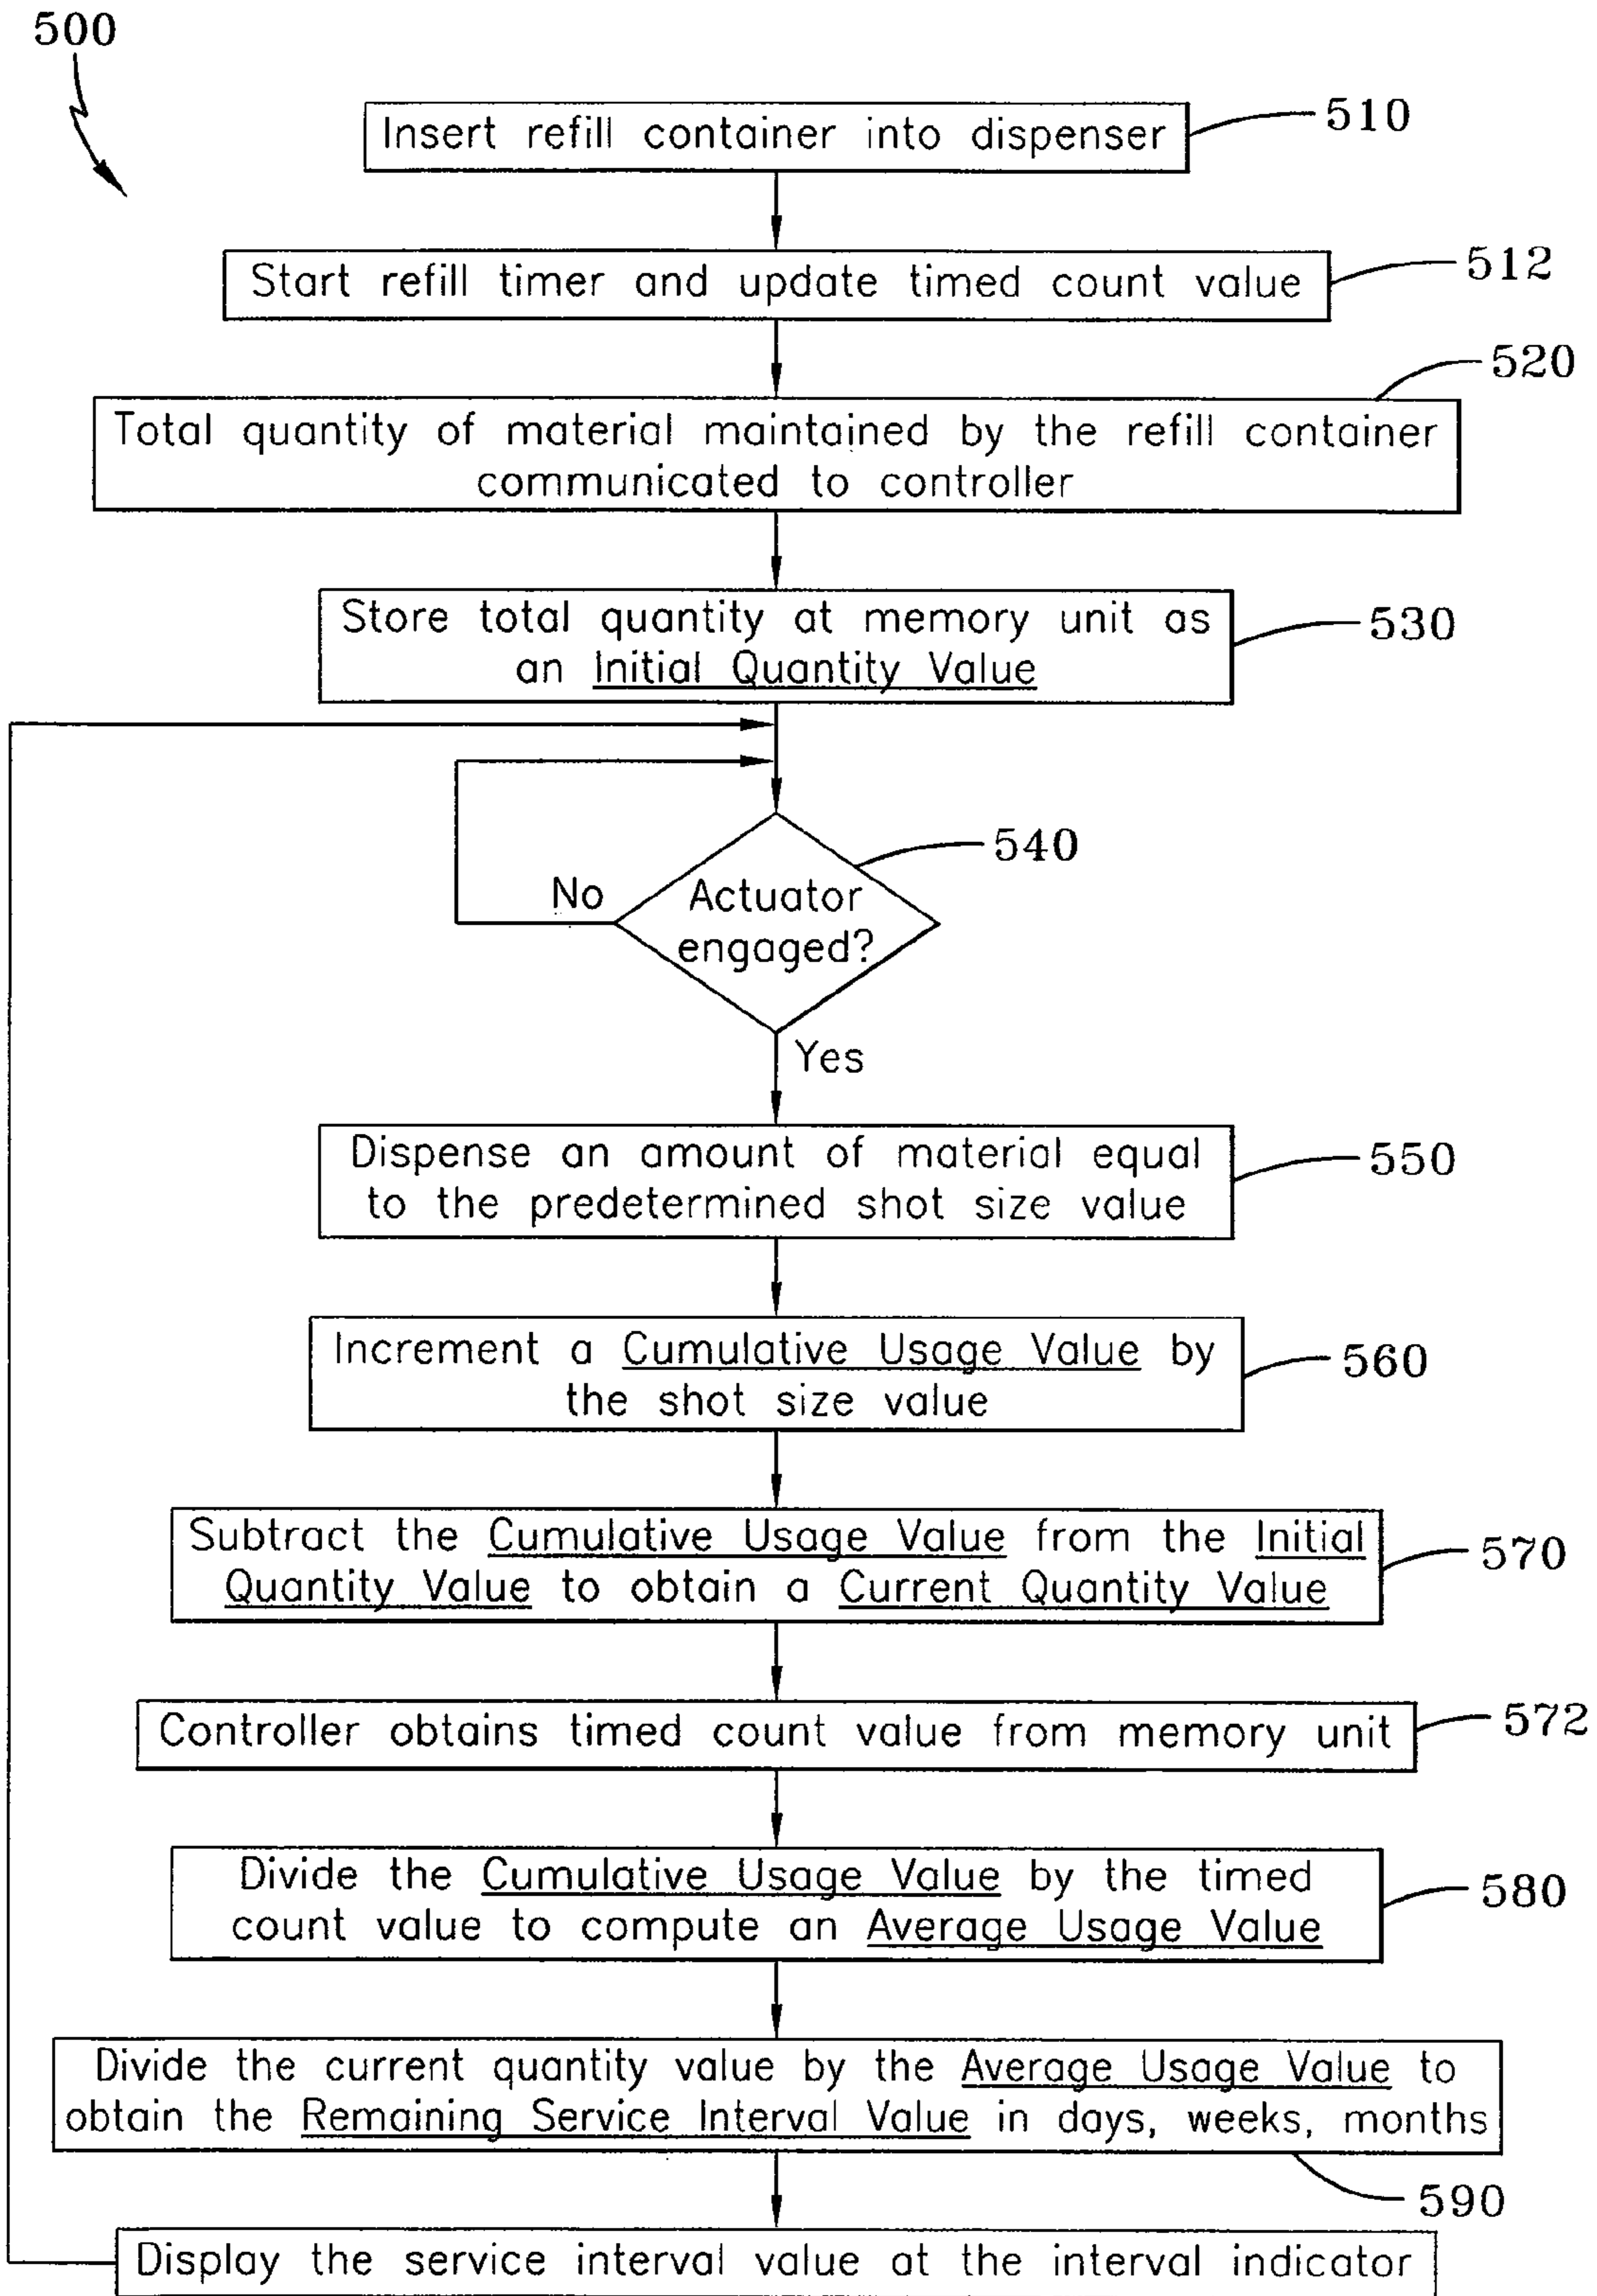 500
Insert refill container into dispenser
510
Start refill timer and update timed count value
512
520
Total quantity of material maintained by the refill container
communicated to controller
Store total quantity at memory unit as
an Initial Quantity Value
530
540
No
Actuator
engaged?
Yes
Dispense an amount of material equal
to the predetermined shot size value
550
Increment a Cumulative Usage Value by
the shot size value
560
Subtract the Cumulative Usage Value from the Initial
Quantity Value to obtain a Current Quantity Value
570
Controller obtains timed count value from memory unit
572
Divide the Cumulative Usage Value by the timed
count value to compute an Average Usage Value
580
Divide the current quantity value by the Average Usage Value to
obtain the Remaining Service Interval Value in days, weeks, months
590
Display the service interval value at the interval indicator